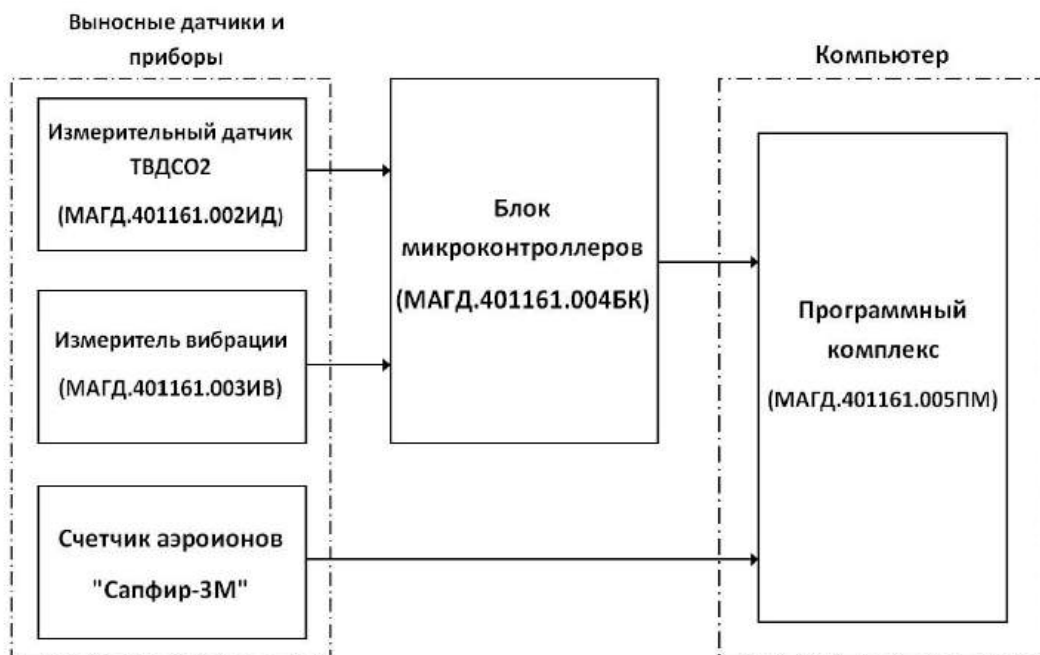 Выносные датчики и
приборы
Измерительный датчик
ТВДСО2
(МАГД.401161.002ИД)
Измеритель вибрации
(МАГД.401161.003ИВ)
Счетчик аэроионов
"Сапфир-3М"
Блок
микроконтроллеров
(МАГД.401161.004БК)
Компьютер
Программный
комплекс
(МАГД.401161.005ПМ)